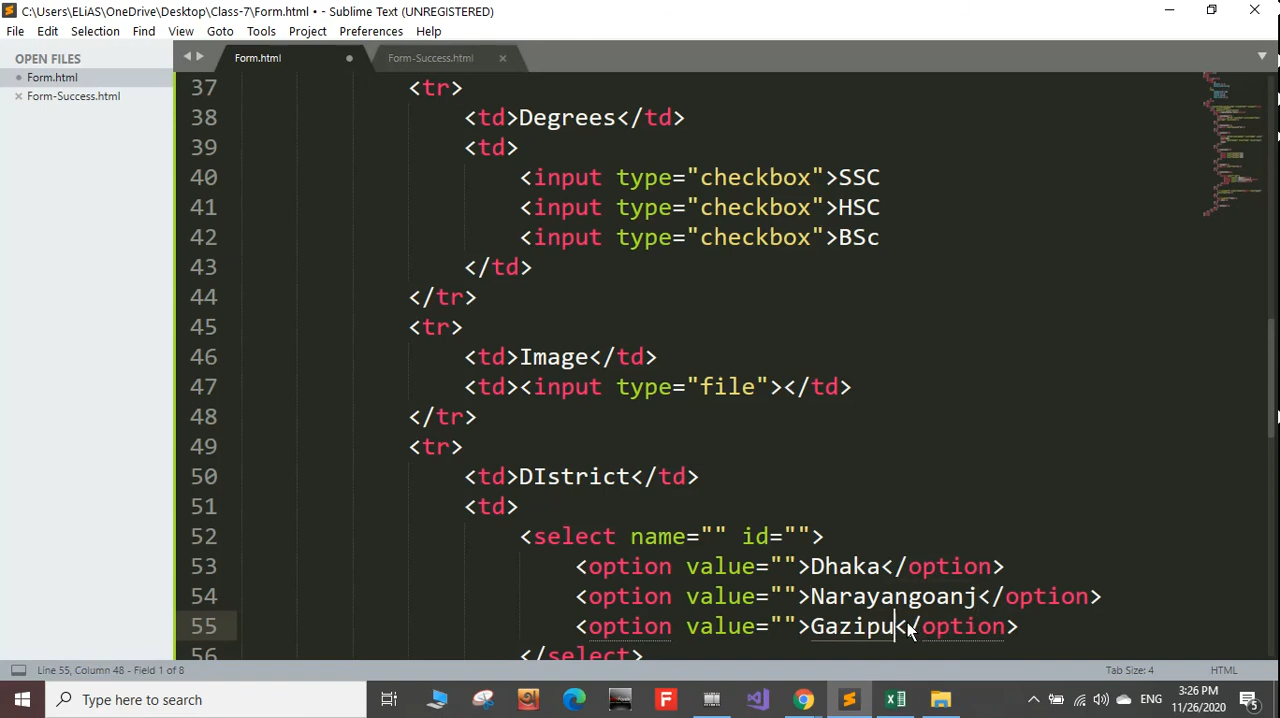 C:\Users\ELiAS\OneDrive\Desktop\Class-7\Form.html • - Sublime Text (UNREGISTERED)
File Edit Selection Find View Goto Tools Project Preferences Help
OPEN FILES
Form.html
Form-Success.html
Form.html
Form-Success.html
37 <tr>
38 <td>Degrees</td>
39 <td>
40 <input type="checkbox">SSC
41 <input type="checkbox">HSC
42 <input type="checkbox">BSc
43 </td>
44 </tr>
45 <tr>
46 <td>Image</td>
47 <td><input type="file"></td>
48 </tr>
49 <tr>
50 <td>DIstrict</td>
51 <td>
52 <select name="" id="">
53 <option value="">Dhaka</option>
54 <option value="">Narayangoanj</option>
55 <option value="">Gazipu</option>
56 </select>
Line 55, Column 48 - Field 1 of 8
Tab Size: 4
HTML
Type here to search
ENG
3:26 PM
11/26/2020
5